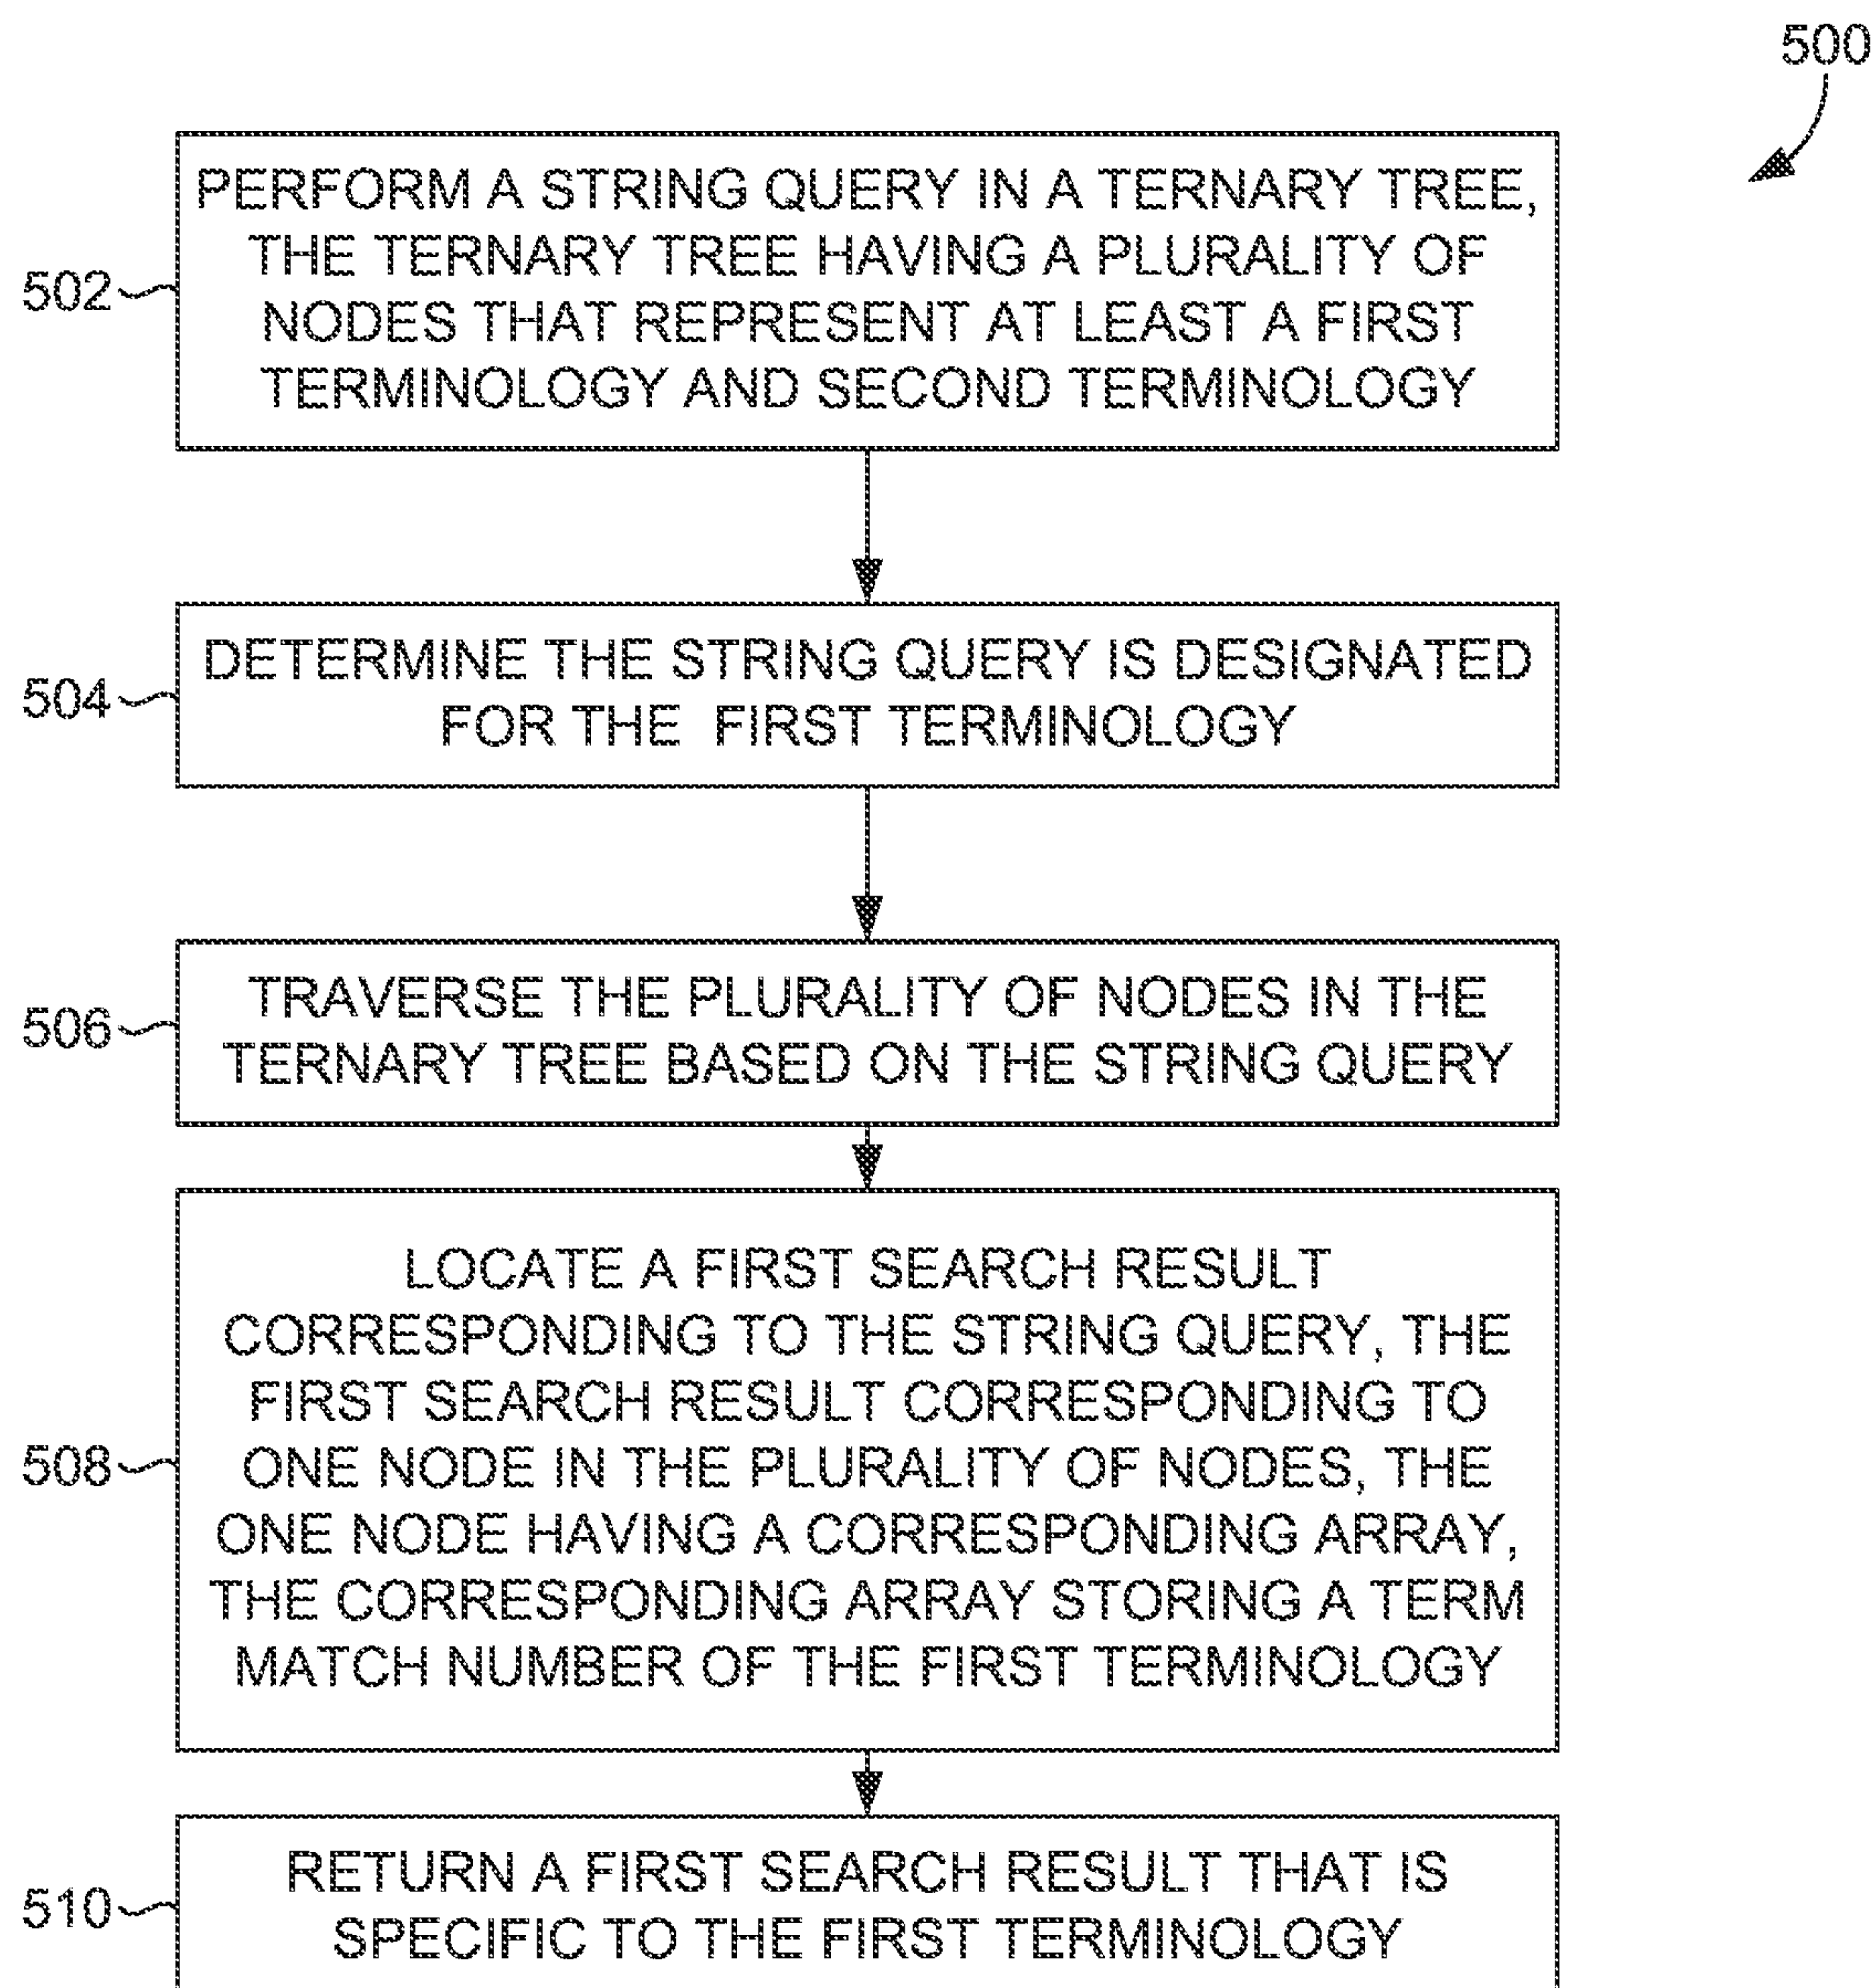 500
PERFORM A STRING QUERY IN A TERNARY TREE,
THE TERNARY TREE HAVING A PLURALITY OF
NODES THAT REPRESENT AT LEAST A FIRST
TERMINOLOGY AND SECOND TERMINOLOGY
502
DETERMINE THE STRING QUERY IS DESIGNATED
FOR THE FIRST TERMINOLOGY
504
TRAVERSE THE PLURALITY OF NODES IN THE
TERNARY TREE BASED ON THE STRING QUERY
506
LOCATE A FIRST SEARCH RESULT
CORRESPONDING TO THE STRING QUERY, THE
FIRST SEARCH RESULT CORRESPONDING TO
ONE NODE IN THE PLURALITY OF NODES, THE
ONE NODE HAVING A CORRESPONDING ARRAY,
THE CORRESPONDING ARRAY STORING A TERM
MATCH NUMBER OF THE FIRST TERMINOLOGY
508
RETURN A FIRST SEARCH RESULT THAT IS
SPECIFIC TO THE FIRST TERMINOLOGY
510